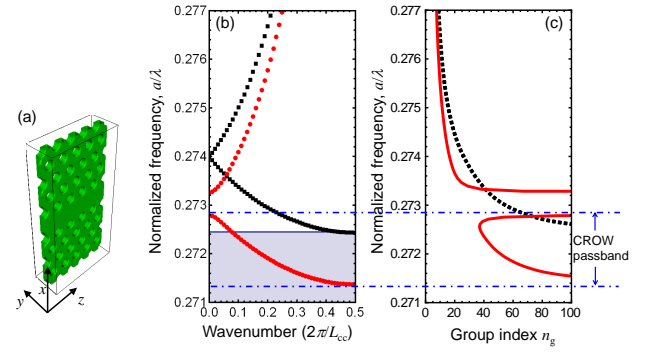 (a)
x
y
z
(b)
Normalized frequency, a/λ
0.277
0.276
0.275
0.274
0.273
0.272
0.271
0.0 0.1 0.2 0.3 0.4 0.5
Wavenumber (2π/Lcc)
(c)
Normalized frequency, a/λ
0.277
0.276
0.275
0.274
0.273
0.272
0.271
0 20 40 60 80 100
Group index ng
CROW
passband